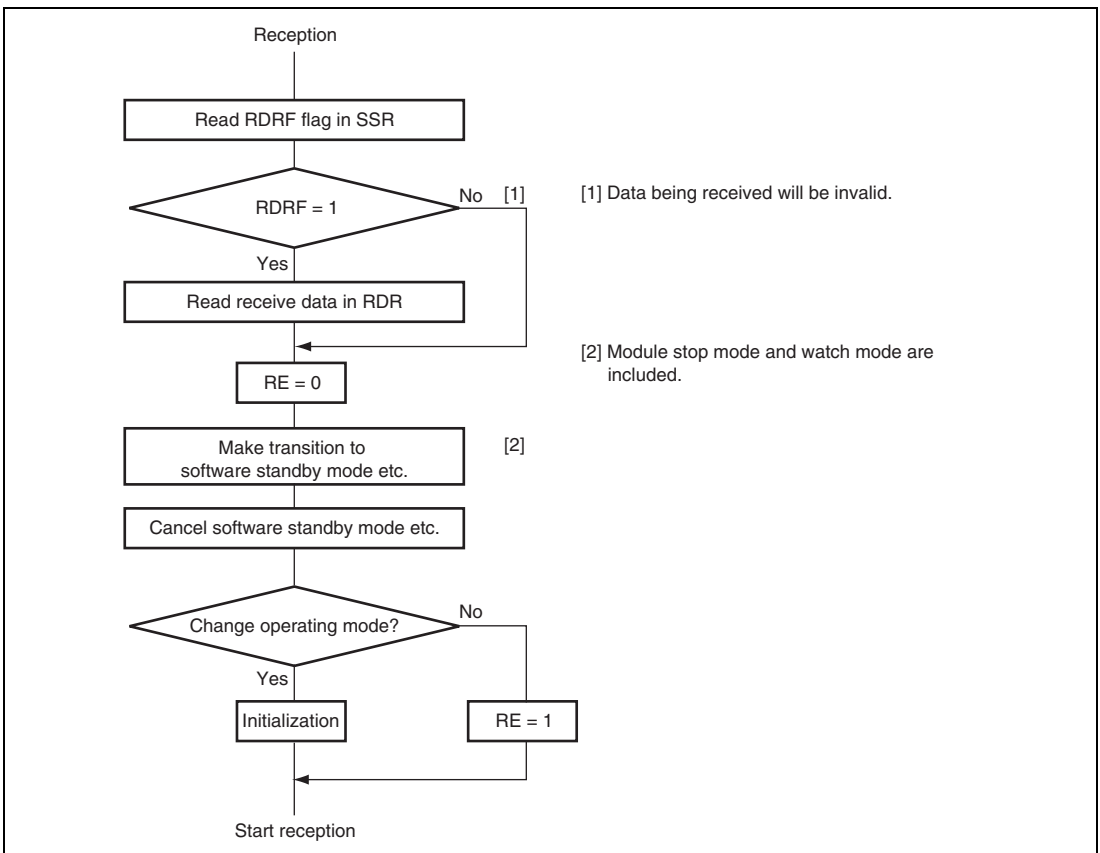 Reception
Read RDRF flag in SSR
RDRF = 1
No
[1]
[1] Data being received will be invalid.
Yes
Read receive data in RDR
[2] Module stop mode and watch mode are
included.
RE = 0
Make transition to
software standby mode etc.
[2]
Cancel software standby mode etc.
Change operating mode?
No
Yes
Initialization
RE = 1
Start reception